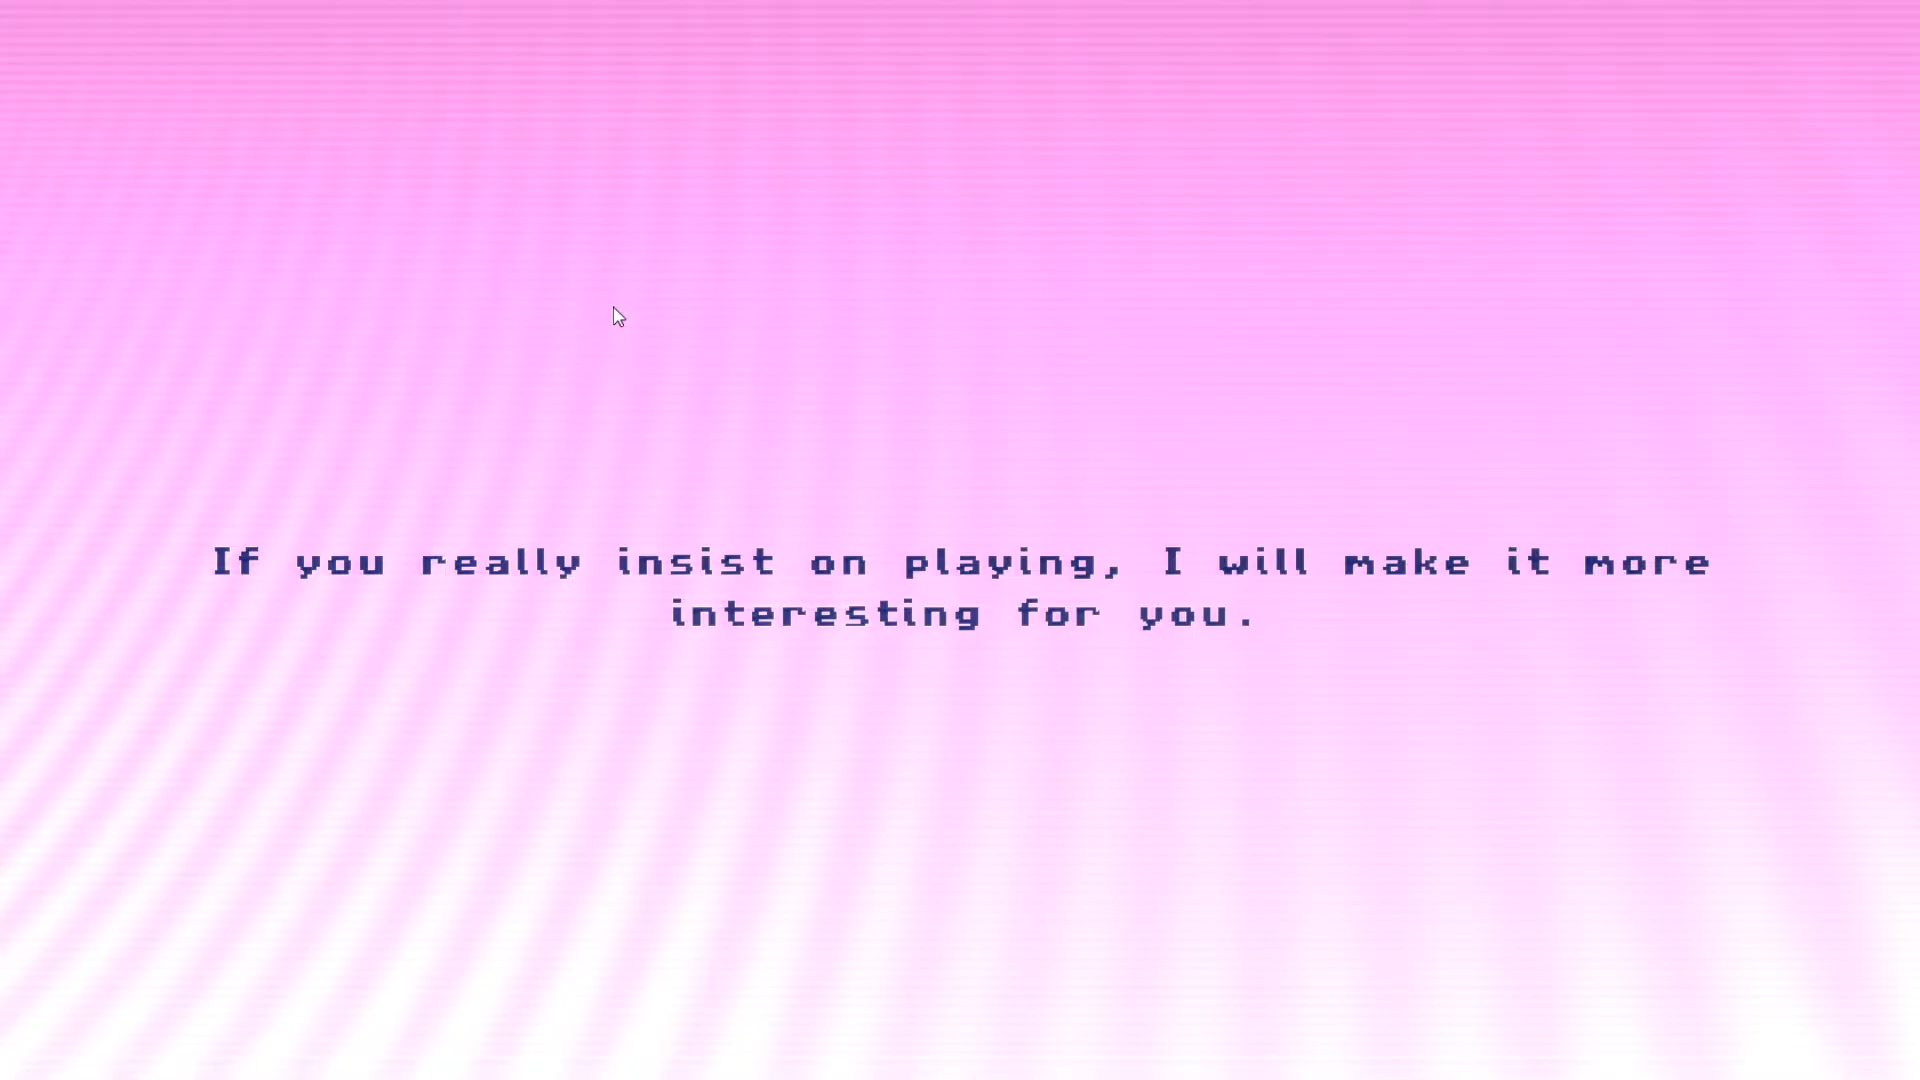 If you really insist on playing, I will make it more
interesting for you.